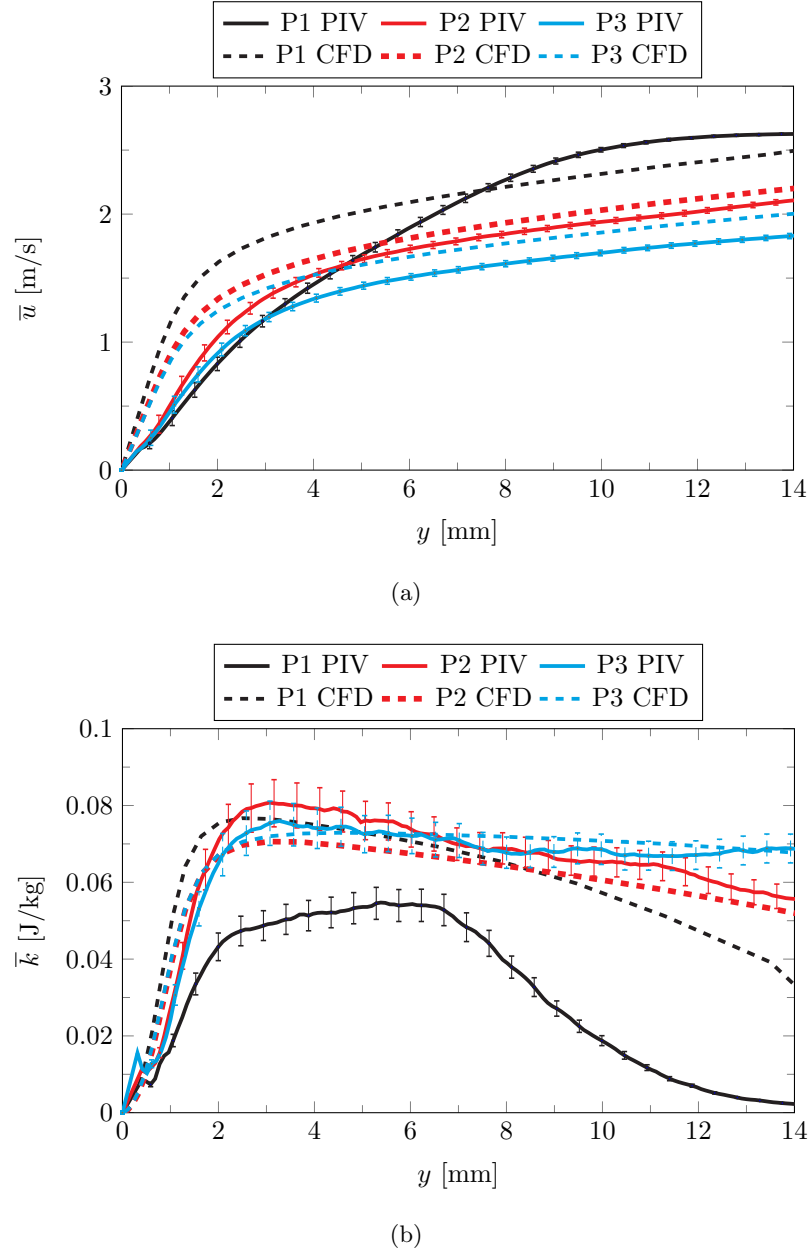 P1 PIV P2 PIV P3 PIV
P1 CFD P2 CFD P3 CFD
3
2
1
0
u̅ [m/s]
0 2 4 6 8 10 12 14
y [mm]
(a)
P1 PIV P2 PIV P3 PIV
P1 CFD P2 CFD P3 CFD
0.1
0.08
0.06
0.04
0.02
0
k̅ [J/kg]
0 2 4 6 8 10 12 14
y [mm]
(b)